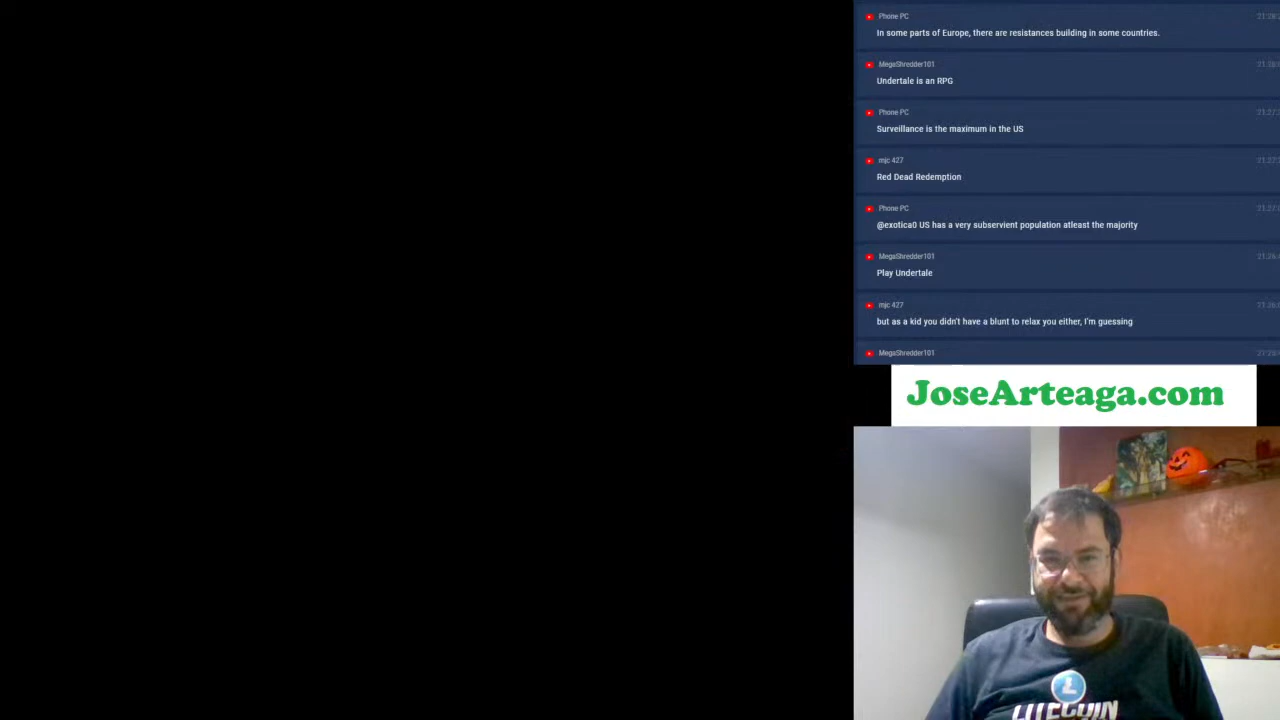 Phone PC
In some parts of Europe, there are resistances building in some countries.
MegaShredder101
Undertale is an RPG
Phone PC
Surveillance is the maximum in the US
mjc 427
Red Dead Redemption
Phone PC
@exotica0 US has a very subservient population atleast the majority
MegaShredder101
Play Undertale
mjc 427
but as a kid you didn't have a blunt to relax you either, I'm guessing
MegaShredder101
JoseArteaga.com
LITECOIN